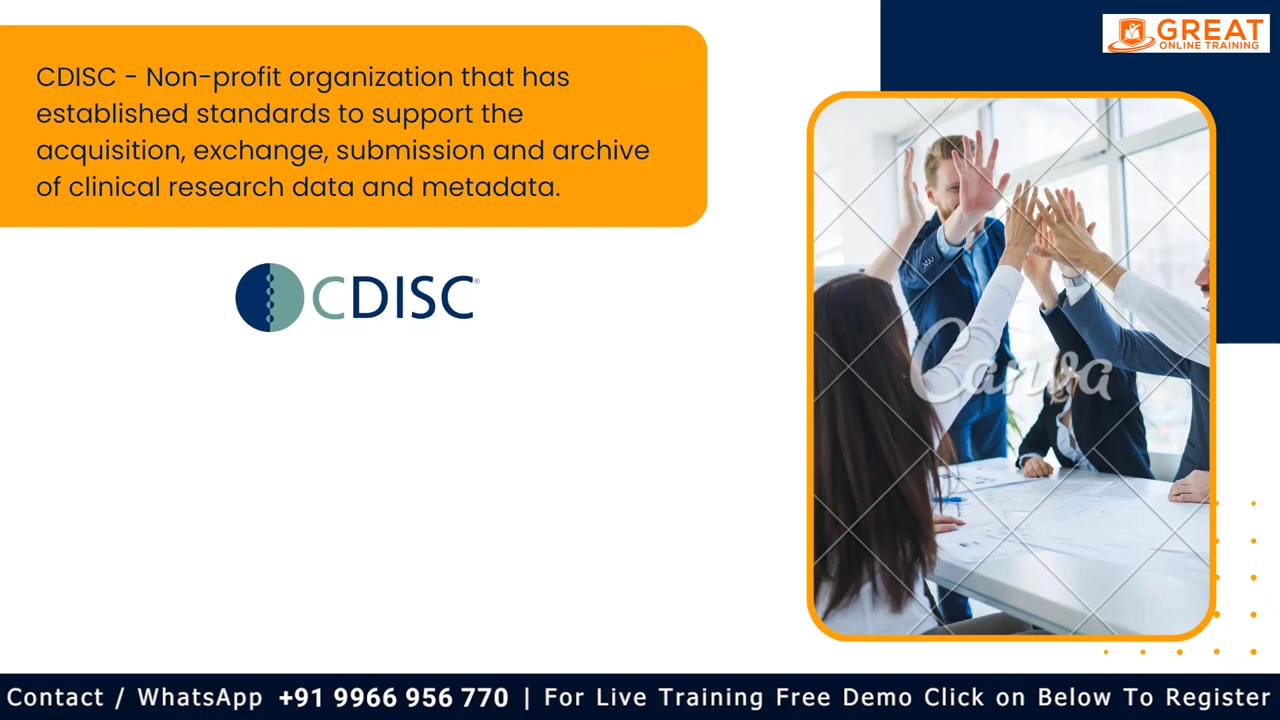 GREAT
ONLINE TRAINING
CDISC - Non-profit organization that has
established standards to support the
acquisition, exchange, submission and archive
of clinical research data and metadata.
CDISC®
Canva
Contact / WhatsApp +91 9966 956 770 | For Live Training Free Demo Click on Below To Register